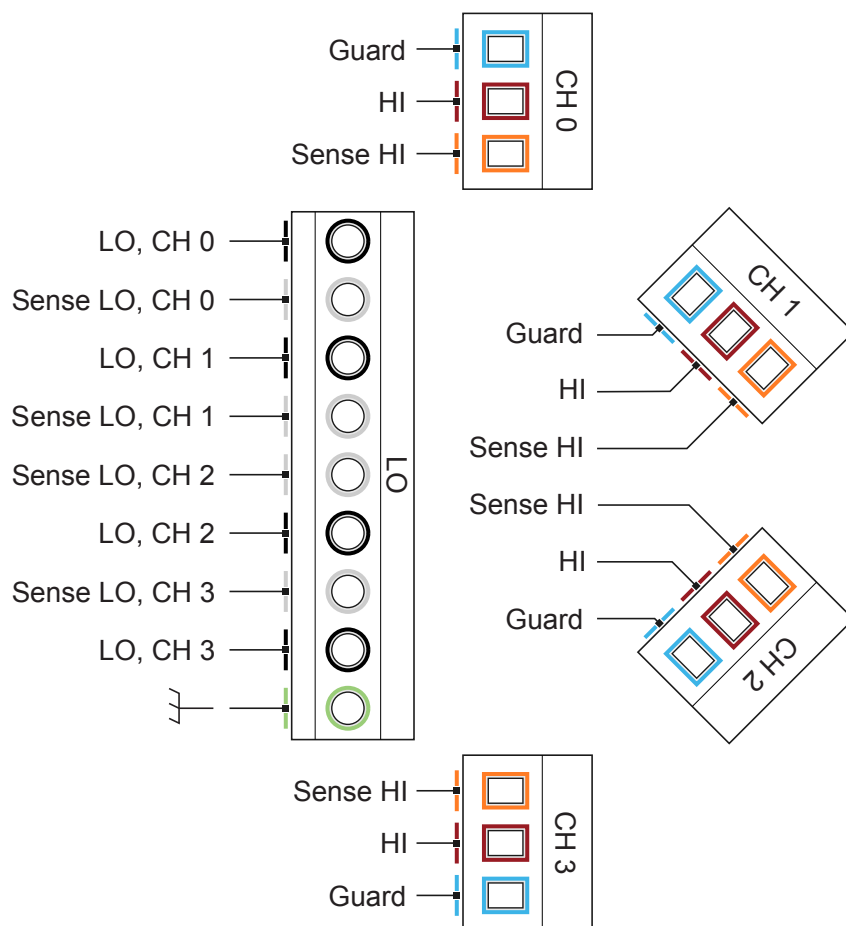 Guard
HI
Sense HI
CH 0
LO, CH 0
Sense LO, CH 0
LO, CH 1
Sense LO, CH 1
Sense LO, CH 2
LO, CH 2
Sense LO, CH 3
LO, CH 3
LO
CH 1
Guard
HI
Sense HI
Sense HI
HI
Guard
CH 2
Sense HI
HI
Guard
CH 3